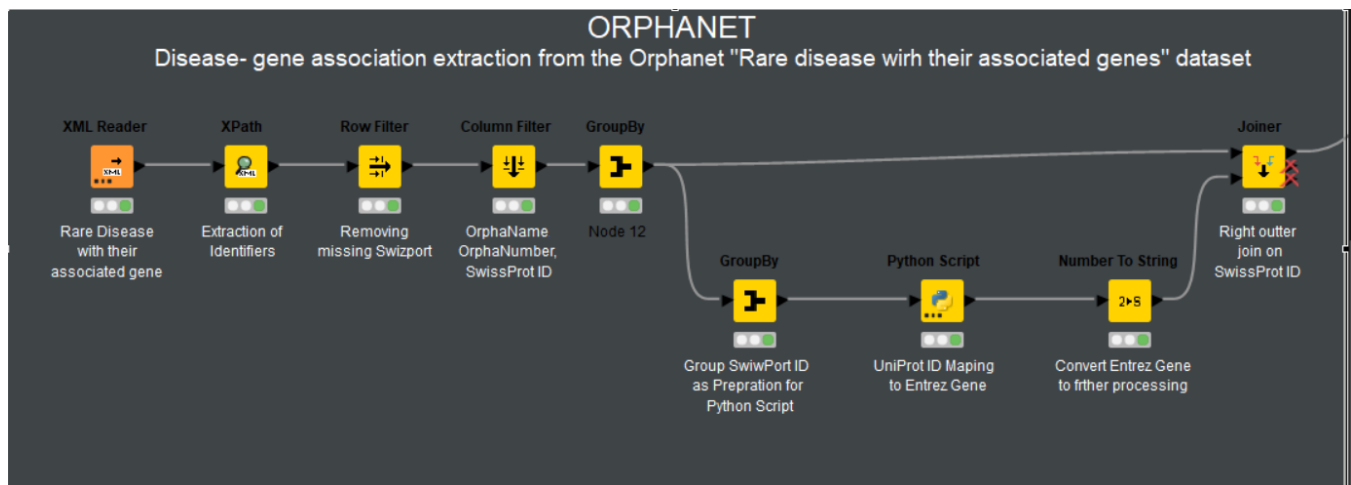 ORPHANET
Disease- gene association extraction from the Orphanet "Rare disease wirh their associated genes" dataset
XML Reader
XPath
Row Filter
Column Filter
GroupBy
Joiner
XML
Rare Disease
with their
associated gene
Extraction of
Identifiers
Removing
missing Swizport
OrphaName
OrphaNumber,
SwissProt ID
Node 12
Right outter
join on
SwissProt ID
GroupBy
Python Script
Number To String
2▸S
Group SwiwPort ID
as Prepration for
Python Script
UniProt ID Maping
to Entrez Gene
Convert Entrez Gene
to frther processing